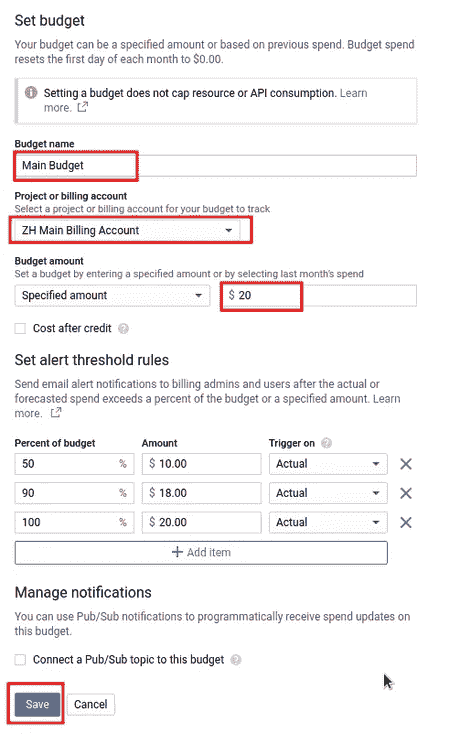 Set budget
Your budget can be a specified amount or based on previous spend. Budget spend
resets the first day of each month to $0.00.
Setting a budget does not cap resource or API consumption. Learn
more.
Budget name
Main Budget
Project or billing account
Select a project or billing account for your budget to track
ZH Main Billing Account
Budget amount
Set a budget by entering a specified amount or by selecting last month's spend
Specified amount $ 20
Cost after credit
Set alert threshold rules
Send email alert notifications to billing admins and users after the actual or
forecasted spend exceeds a percent of the budget or a specified amount. Learn
more.
Percent of budget Amount Trigger on
50 % $ 10.00 Actual
90 % $ 18.00 Actual
100 % $ 20.00 Actual
+ Add item
Manage notifications
You can use Pub/Sub notifications to programmatically receive spend updates on
this budget.
Connect a Pub/Sub topic to this budget
Save Cancel